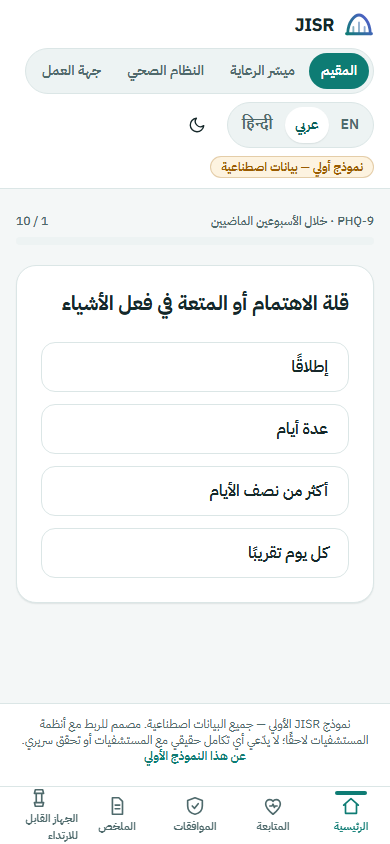 JISR
المقيم
ميسّر الرعاية
النظام الصحي
جهة العمل
EN
عربي
हिन्दी
نموذج أولي — بيانات اصطناعية
PHQ-9 · خلال الأسبوعين الماضيين
1 / 10
قلة الاهتمام أو المتعة في فعل الأشياء
إطلاقًا
عدة أيام
أكثر من نصف الأيام
كل يوم تقريبًا
نموذج JISR الأولي — جميع البيانات اصطناعية. مصمم للربط مع أنظمة
المستشفيات لاحقًا؛ لا يدّعي أي تكامل حقيقي مع المستشفيات أو تحقق سريري.
عن هذا النموذج الأولي
الرئيسية
المتابعة
الموافقات
الملخص
الجهاز القابل
للارتداء